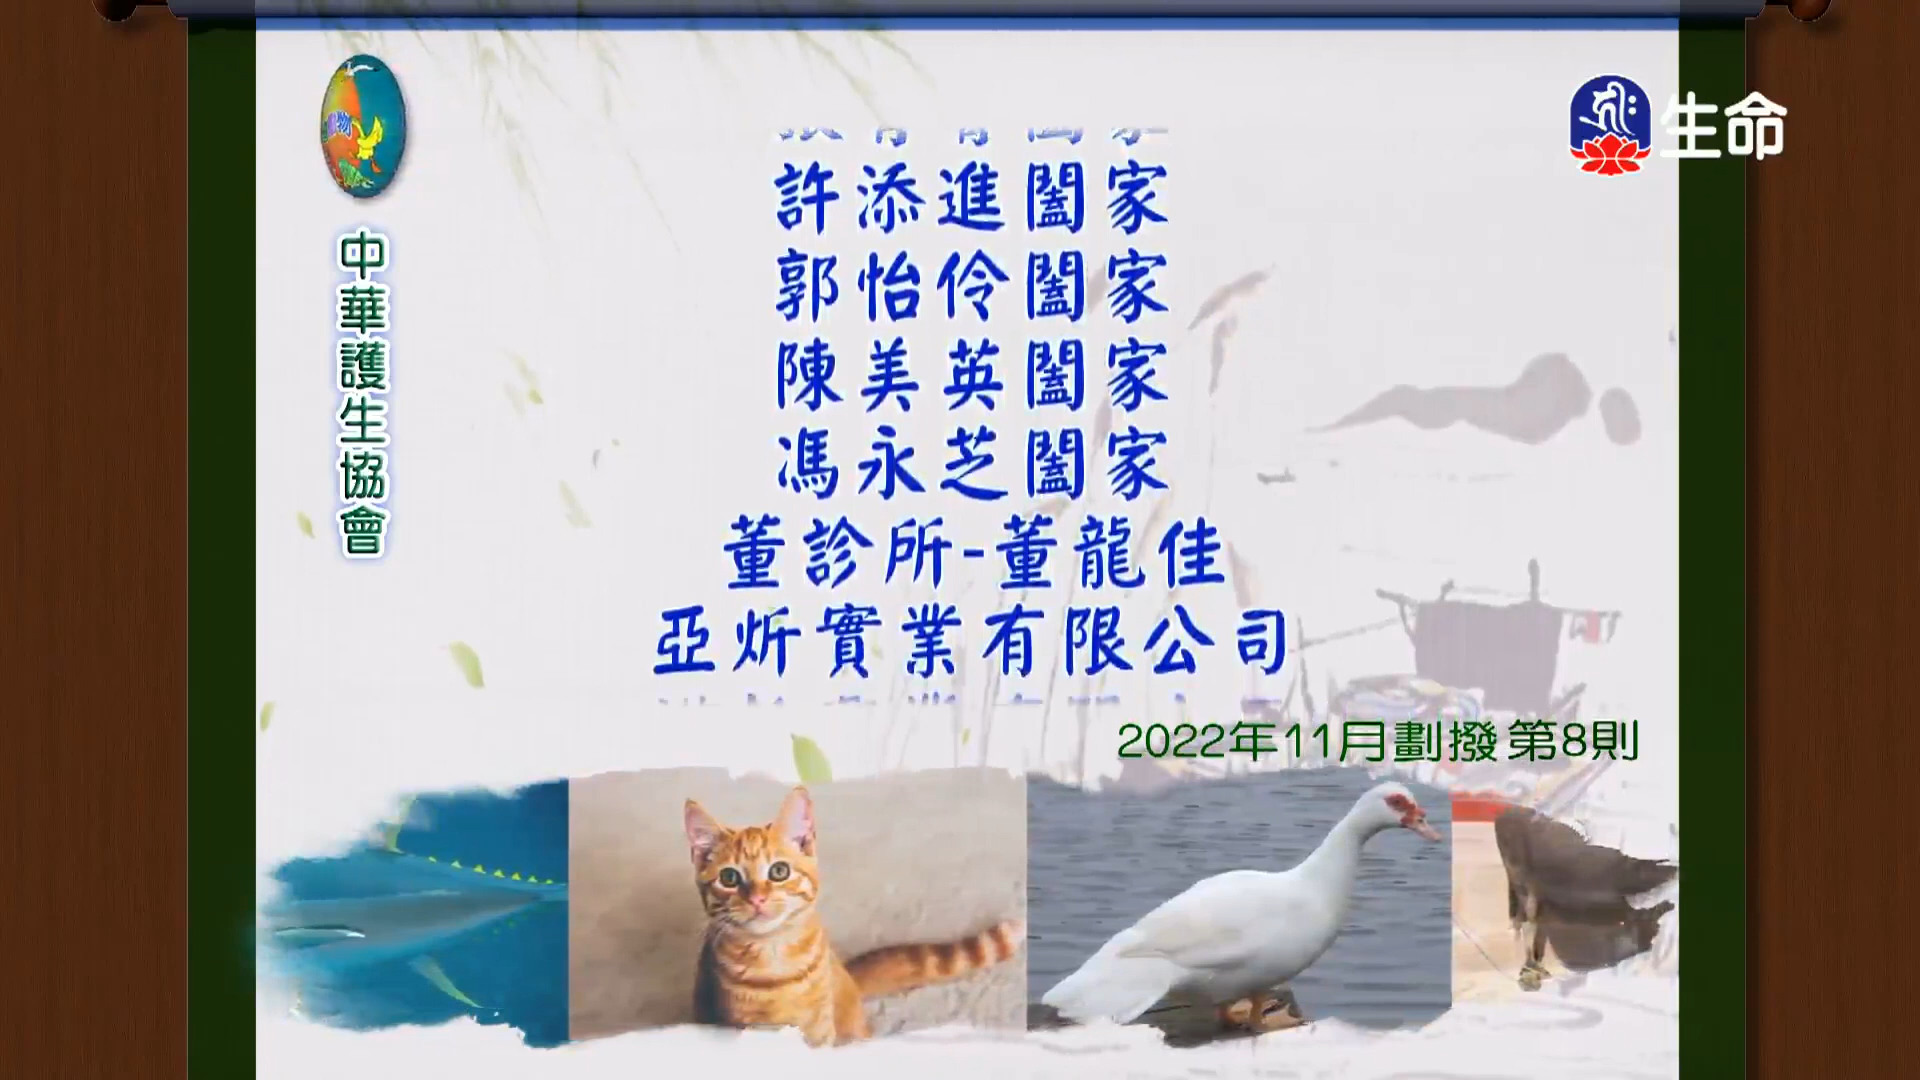 生命
中華護生協會
許添進闔家
郭怡伶闔家
陳美英闔家
馮永芝闔家
董診所-董龍佳
亞炘實業有限公司
2022年11月劃撥第8則